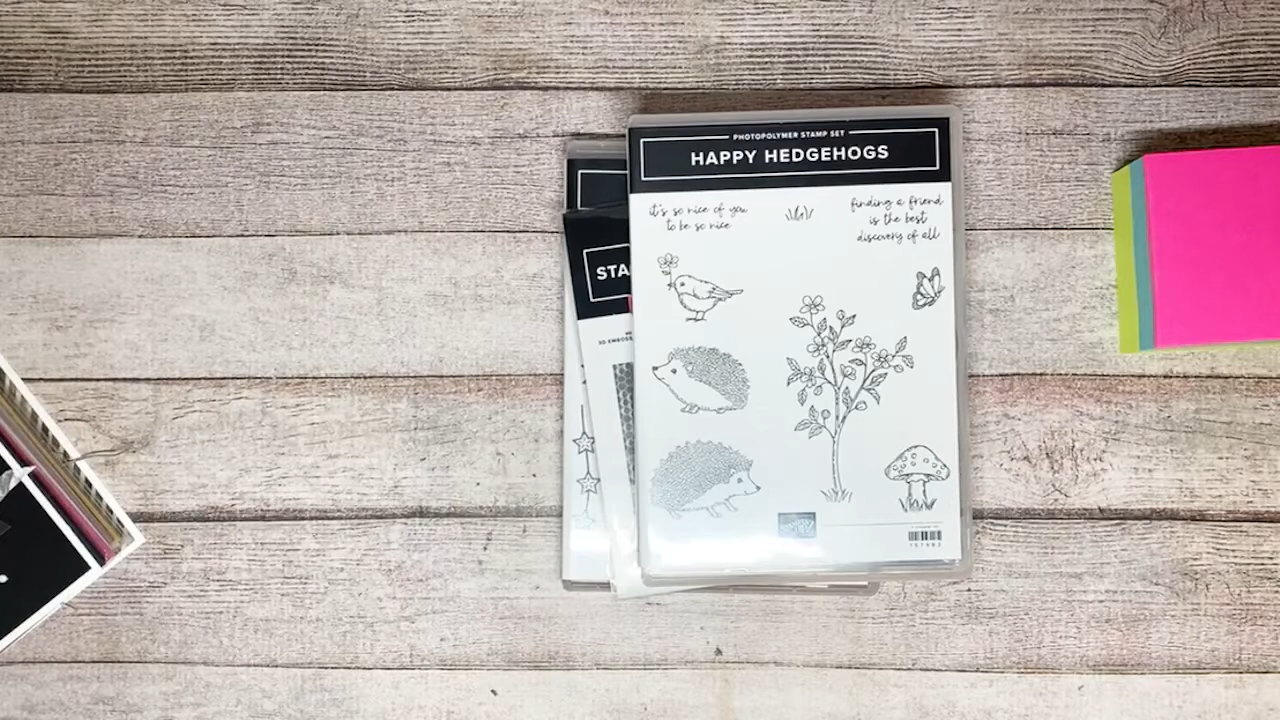 PHOTOPOLYMER STAMP SET
HAPPY HEDGEHOGS
it's so nice of you
to be so nice
finding a friend
is the best
discovery of all
STA
3D EMBOSS